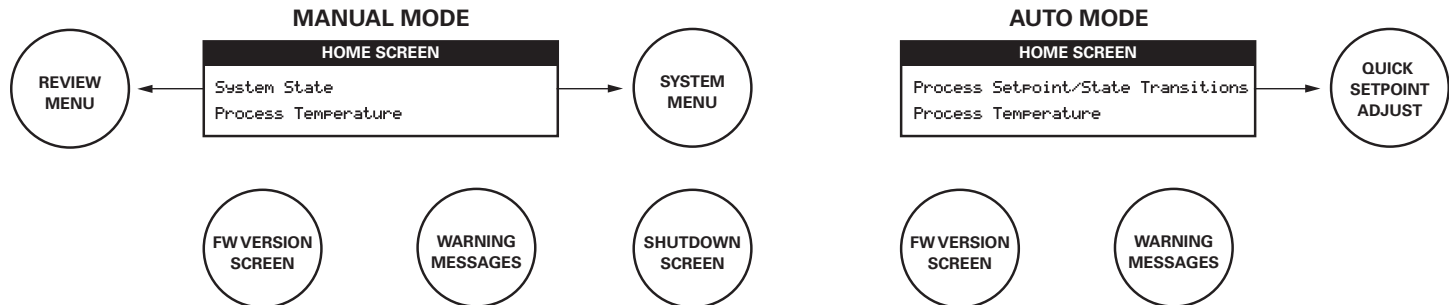 MANUAL MODE
REVIEW
MENU
HOME SCREEN
System State
Process Temperature
SYSTEM
MENU
FW VERSION
SCREEN
WARNING
MESSAGES
SHUTDOWN
SCREEN
AUTO MODE
HOME SCREEN
Process Setpoint/State Transitions
Process Temperature
QUICK
SETPOINT
ADJUST
FW VERSION
SCREEN
WARNING
MESSAGES